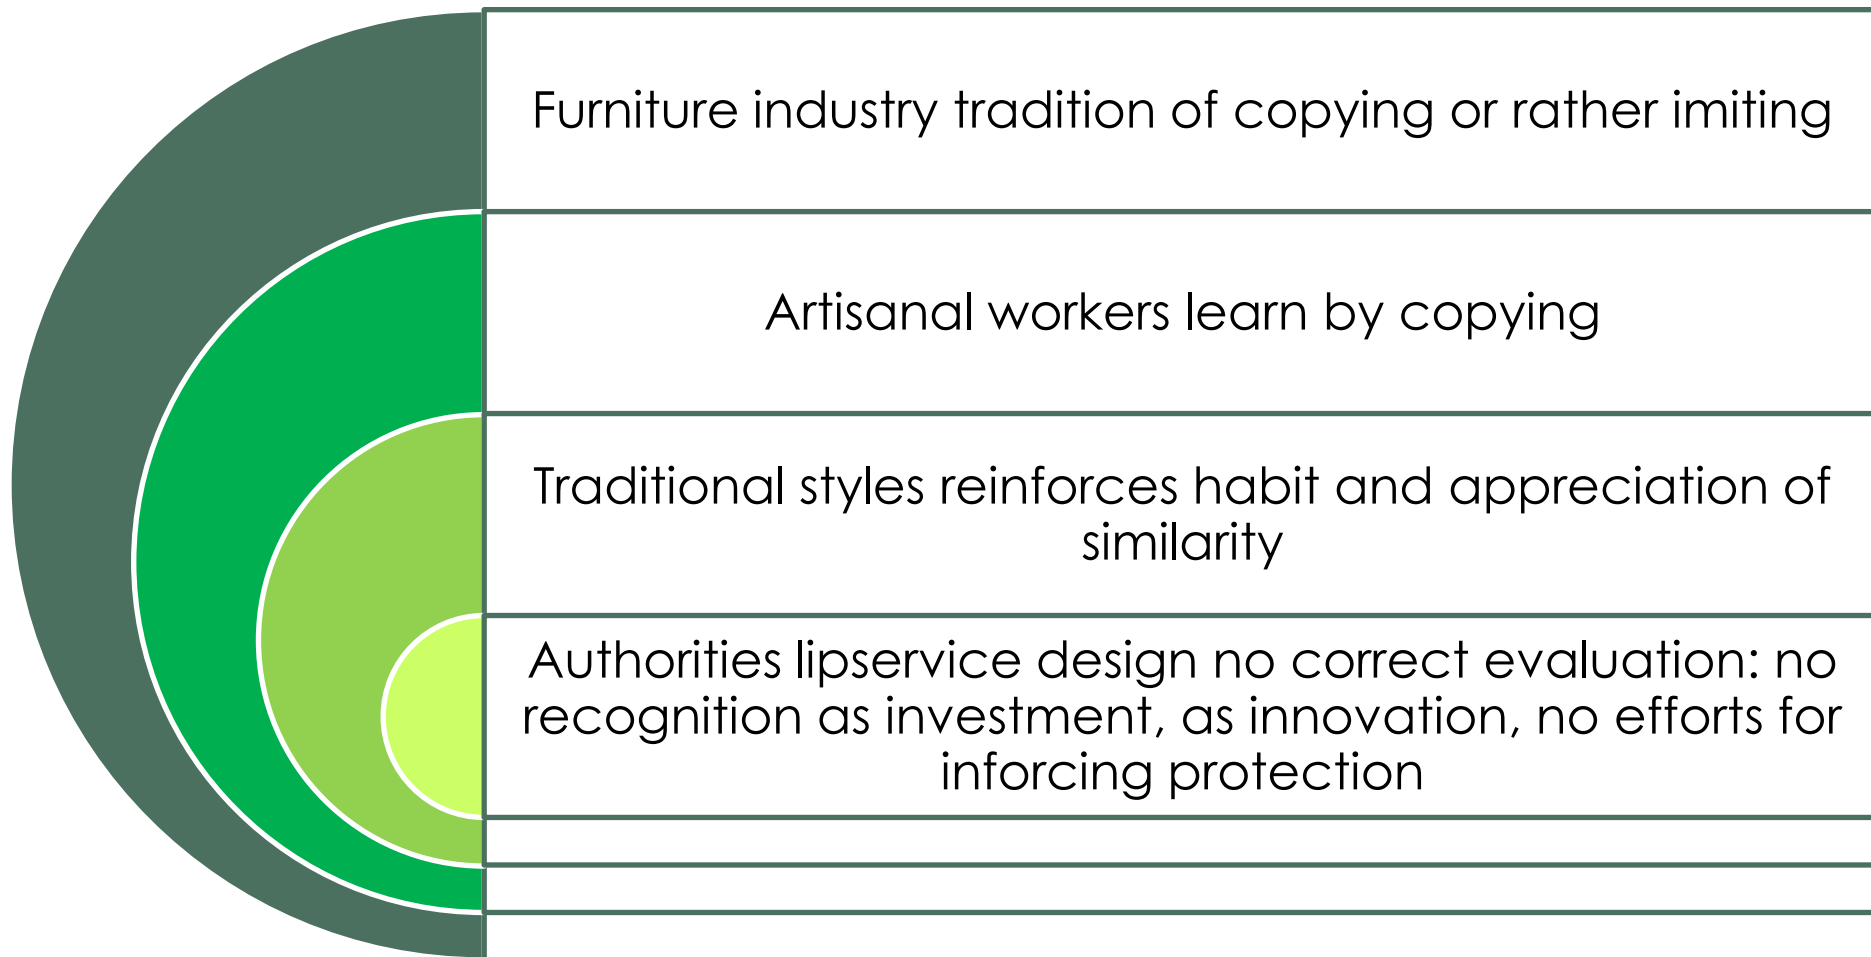 Furniture industry tradition of copying or rather imiting
Artisanal workers learn by copying
Traditional styles reinforces habit and appreciation of
similarity
Authorities lipservice design no correct evaluation: no
recognition as investment, as innovation, no efforts for
inforcing protection